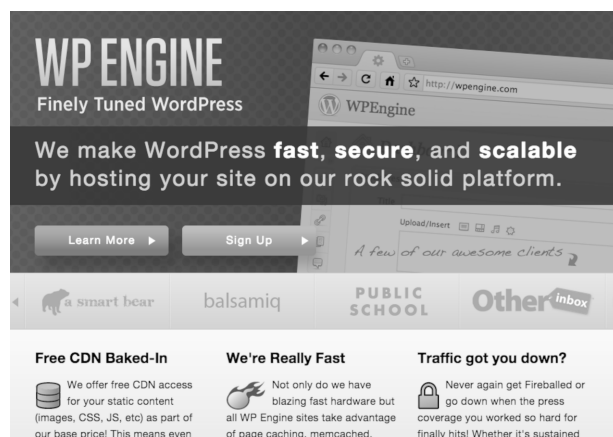 WP ENGINE
Finely Tuned WordPress
http://wpengine.com
WPEngine
We make WordPress fast, secure, and scalable
by hosting your site on our rock solid platform.
Upload/Insert
Learn More
Sign Up
A few of our awesome clients
a smart bear
balsamiq
PUBLIC
SCHOOL
Other inbox
Free CDN Baked-In
We offer free CDN access
for your static content
(images, CSS, JS, etc) as part of
our base price! This means even
We're Really Fast
Not only do we have
blazing fast hardware but
all WP Engine sites take advantage
of page caching, memcached,
Traffic got you down?
Never again get Fireballed or
go down when the press
coverage you worked so hard for
finally hits! Whether it's sustained